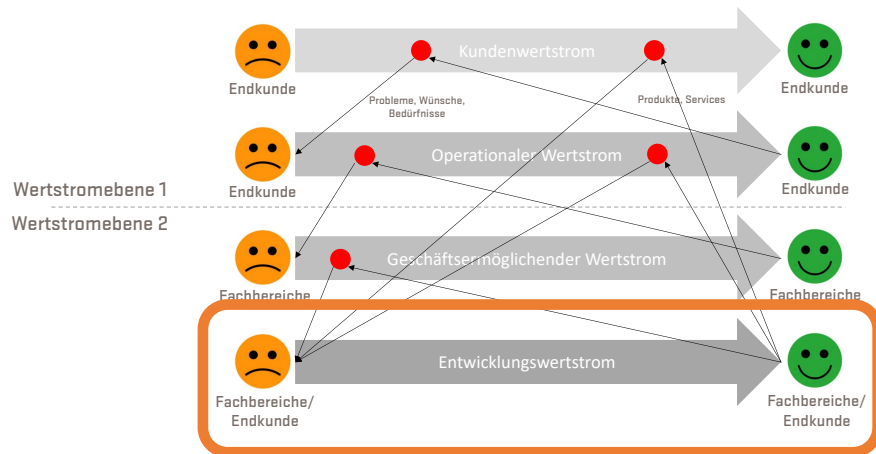 Kundenwertstrom
Endkunde
Endkunde
Probleme, Wünsche,
Bedürfnisse
Produkte, Services
Operationaler Wertstrom
Endkunde
Endkunde
Wertstromebene 1
Wertstromebene 2
Geschäftsermöglichender Wertstrom
Fachbereiche
Fachbereiche
Entwicklungswertstrom
Fachbereiche/
Endkunde
Fachbereiche/
Endkunde